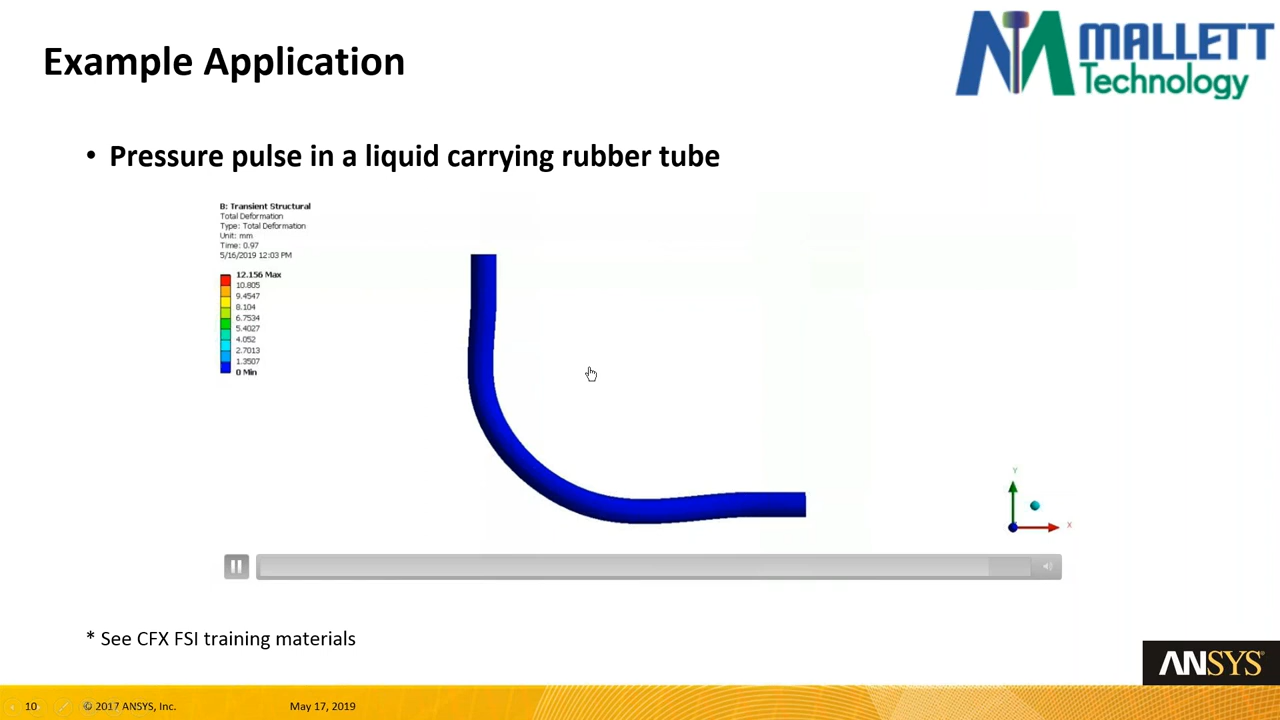 Example Application
MALLETT
Technology
• Pressure pulse in a liquid carrying rubber tube
B: Transient Structural
Total Deformation
Type: Total Deformation
Unit: mm
Time: 0.97
5/16/2019 12:03 PM
12.156 Max
10.805
9.4547
8.104
6.7534
5.4027
4.052
2.7013
1.3507
0 Min
Y
X
* See CFX FSI training materials
ANSYS®
10 © 2017 ANSYS, Inc. May 17, 2019